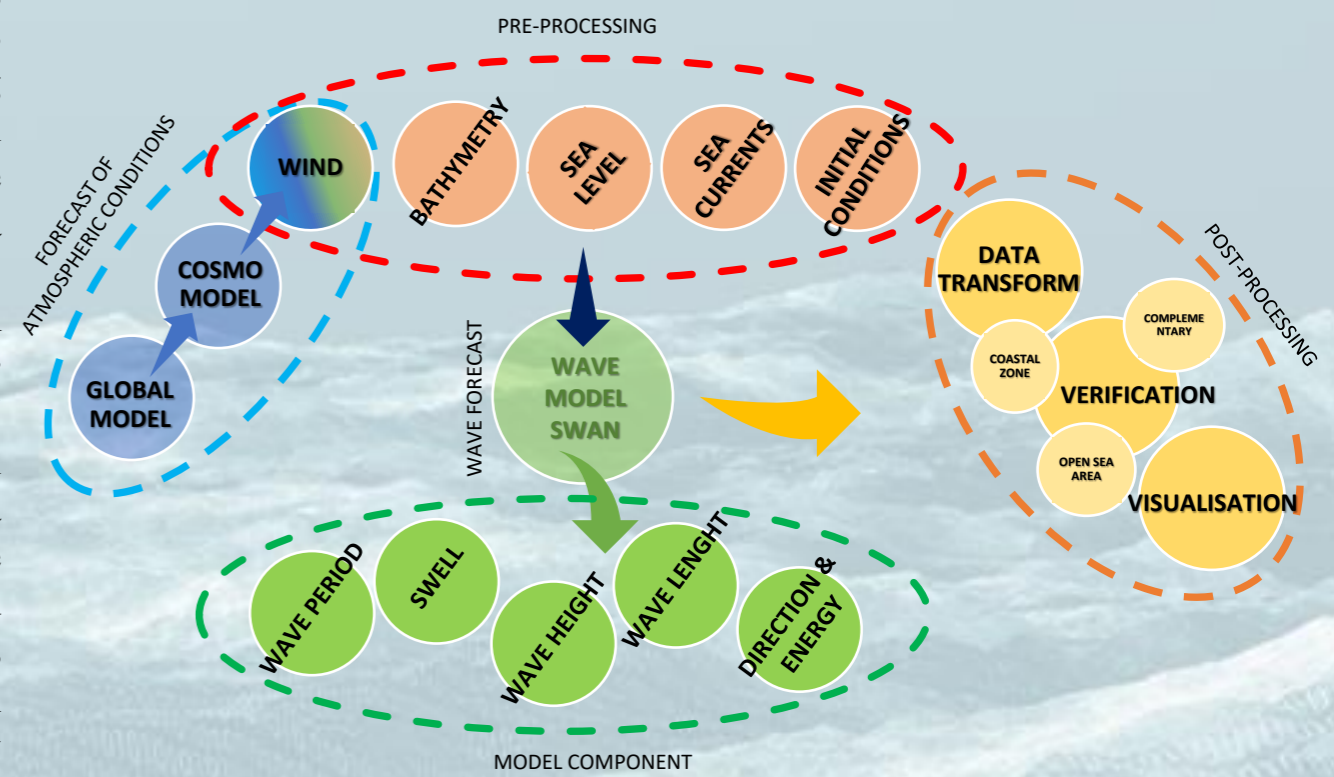 PRE-PROCESSING
FORECAST OF
ATMOSPHERIC CONDITIONS
WIND
BATHYMETRY
SEA
LEVEL
SEA
CURRENTS
INITIAL
CONDITIONS
COSMO
MODEL
GLOBAL
MODEL
WAVE FORECAST
WAVE
MODEL
SWAN
POST-PROCESSING
DATA
TRANSFORM
COMPLEME
NTARY
COASTAL
ZONE
VERIFICATION
OPEN SEA
AREA
VISUALISATION
WAVE PERIOD
SWELL
WAVE HEIGHT
WAVE LENGHT
DIRECTION &
ENERGY
MODEL COMPONENT